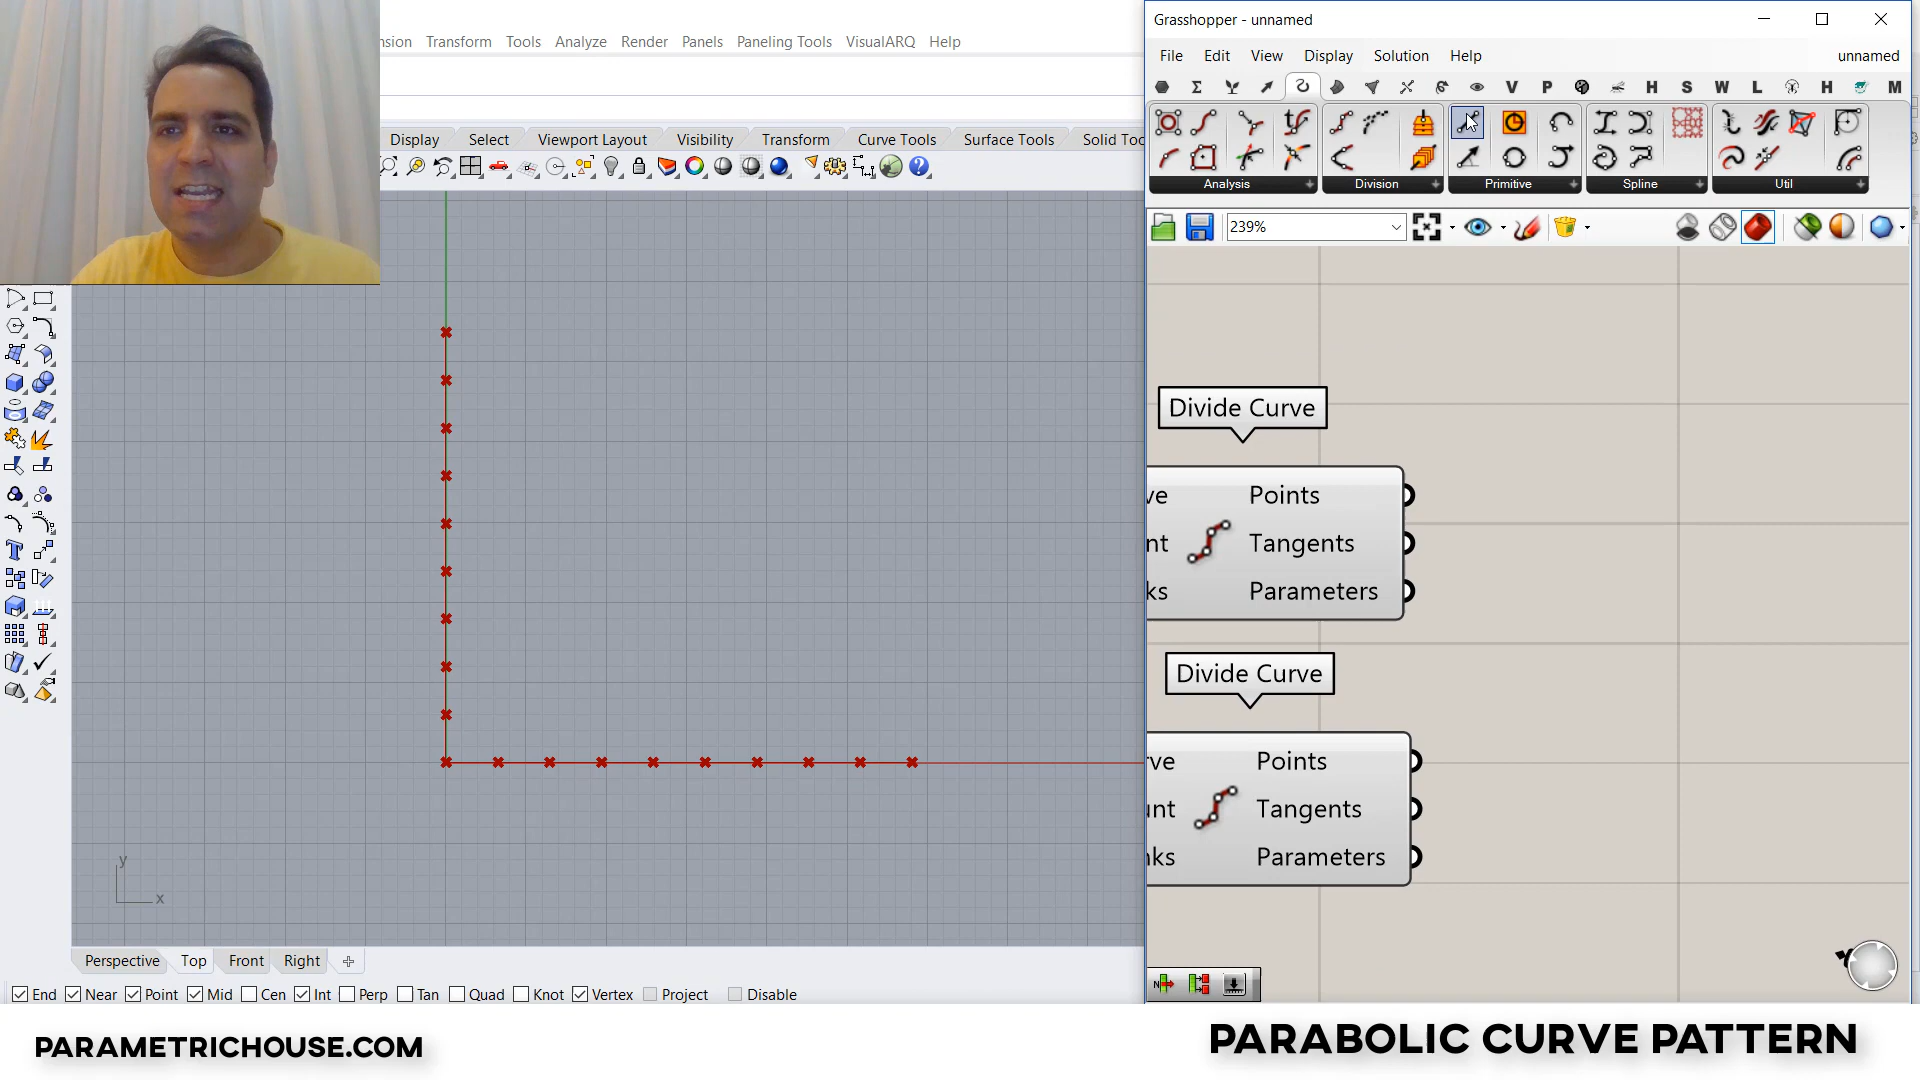 Grasshopper - unnamed
File Edit View Display Solution Help
unnamed
nsion Transform Tools Analyze Render Panels Paneling Tools VisualARQ Help
V P H S W L H M
Display Select Viewport Layout Visibility Transform Curve Tools Surface Tools Solid Too
Analysis Division Primitive Spline Util
239%
Divide Curve
ve Points
nt Tangents
ks Parameters
Divide Curve
rve Points
unt Tangents
nks Parameters
y
x
Perspective Top Front Right
End Near Point Mid Cen Int Perp Tan Quad Knot Vertex Project Disable
PARAMETRICHOUSE.COM
PARABOLIC CURVE PATTERN